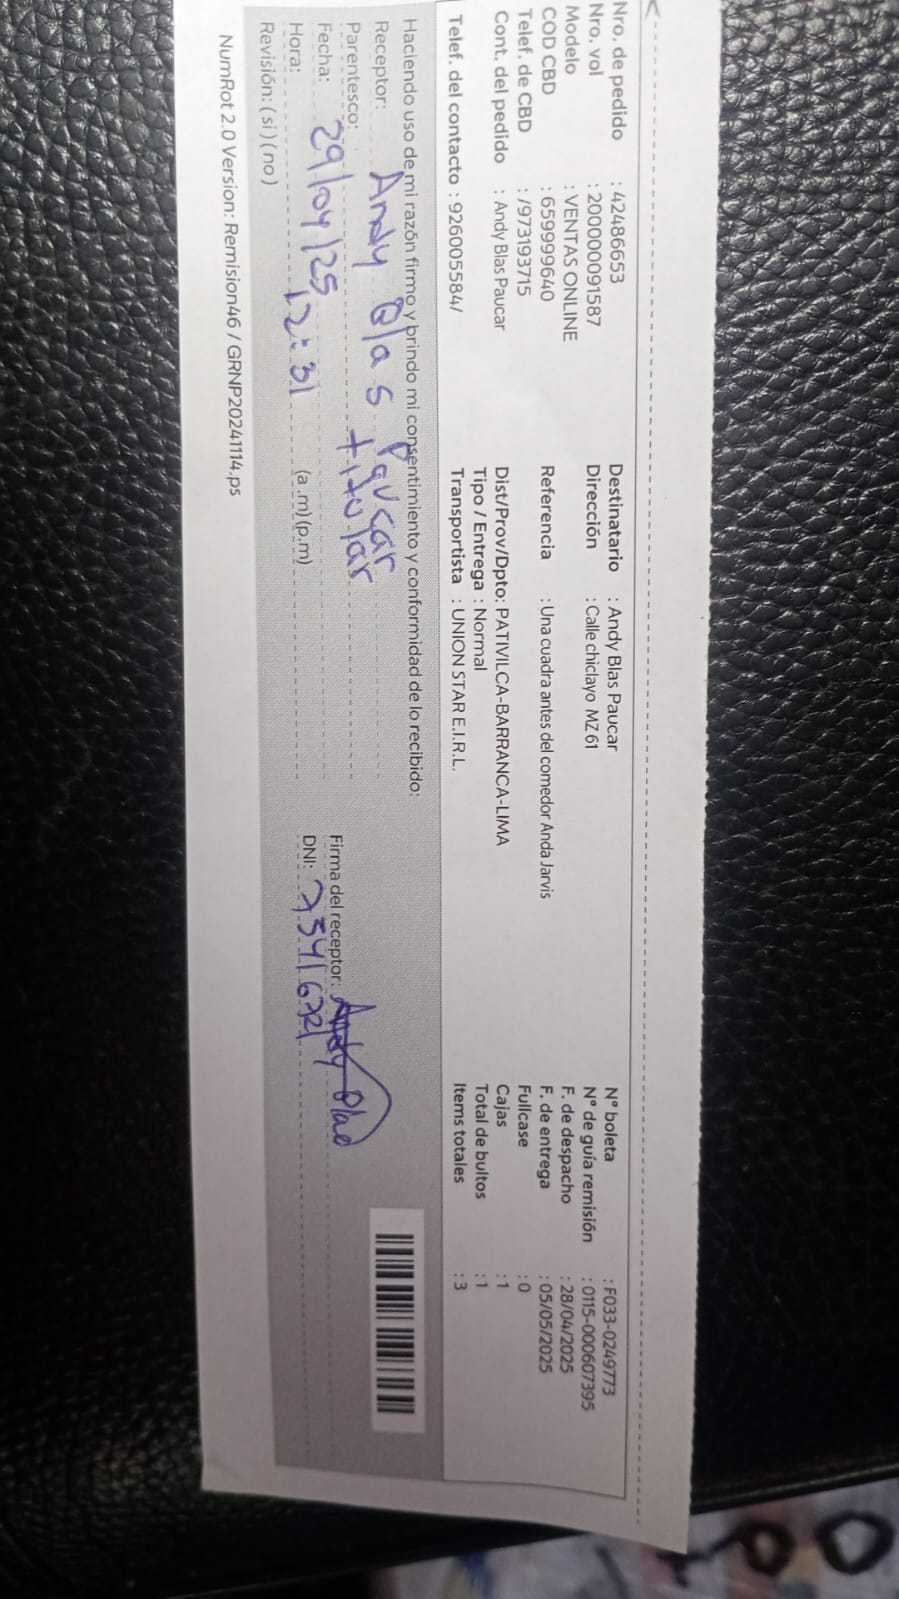 Nro. de pedido : 42486653
Nro. vol : 2000000091587
Modelo : VENTAS ONLINE
COD CBD : 659999640
Telef. de CBD : /973193715
Cont. del pedido : Andy Blas Paucar
Telef. del contacto : 926005584/
Destinatario : Andy Blas Paucar
Dirección : Calle chiclayo MZ 61
Referencia : Una cuadra antes del comedor Anda Jarvis
Dist/Prov/Dpto: PATIVILCA-BARRANCA-LIMA
Tipo / Entrega : Normal
Transportista : UNION STAR E.I.R.L.
N° boleta : F033-0249773
N° de guía remisión : 0115-000607395
F. de despacho : 28/04/2025
F. de entrega : 05/05/2025
Fullcase : 0
Cajas : 1
Total de bultos : 1
Items totales : 3
Haciendo uso de mi razón firmo y brindo mi consentimiento y conformidad de lo recibido:
Receptor: Andy Blas Paucar
Parentesco: titular
Fecha: 29/04/25
Hora: 12:31 (a .m) (p.m)
Revisión: ( si ) ( no )
Firma del receptor: Andy Blas
DNI:
NumRot 2.0 Version: Remision46 / GRNP20241114.ps